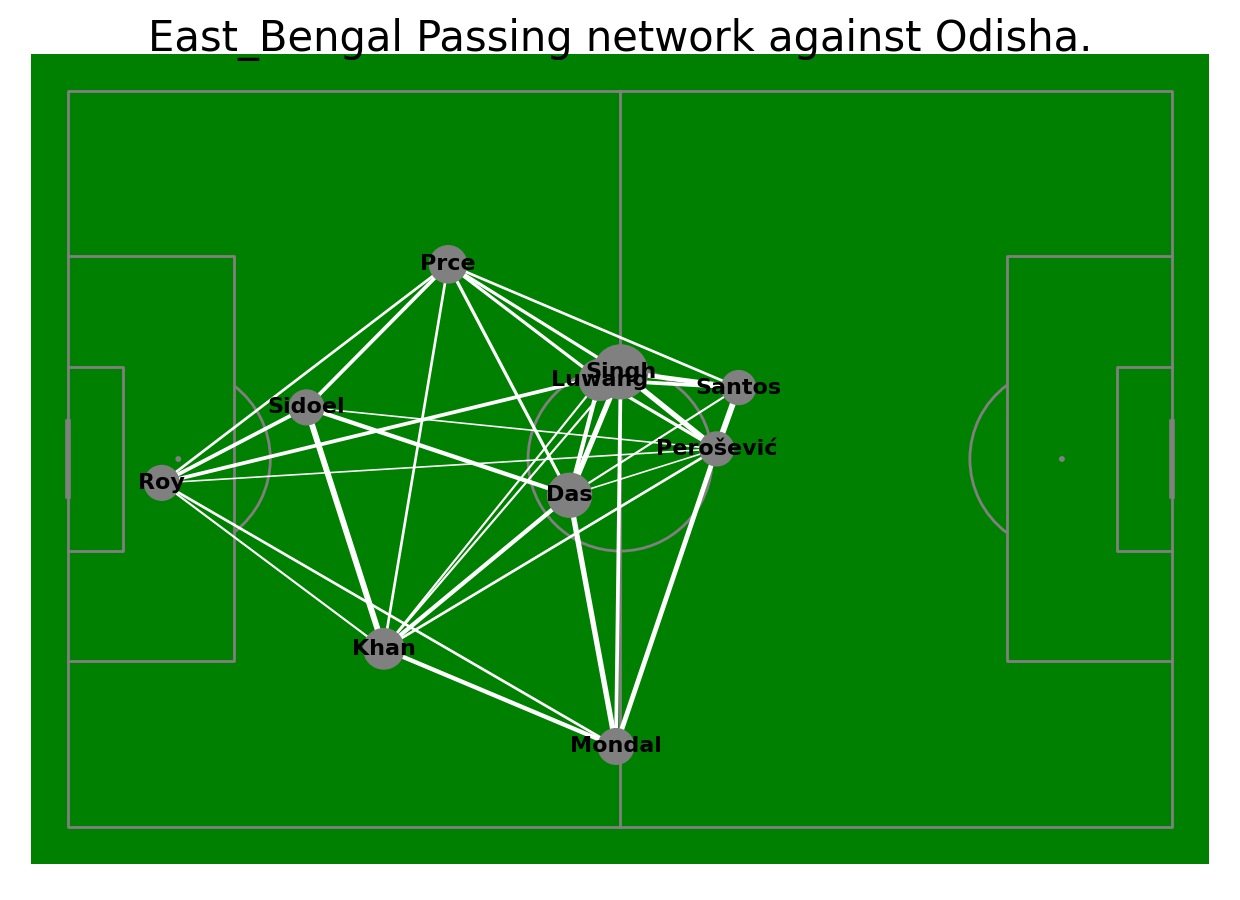 East_Bengal Passing network against Odisha.
Prce
Singh
Luwang
Santos
Sidoel
Perošević
Roy
Das
Khan
Mondal